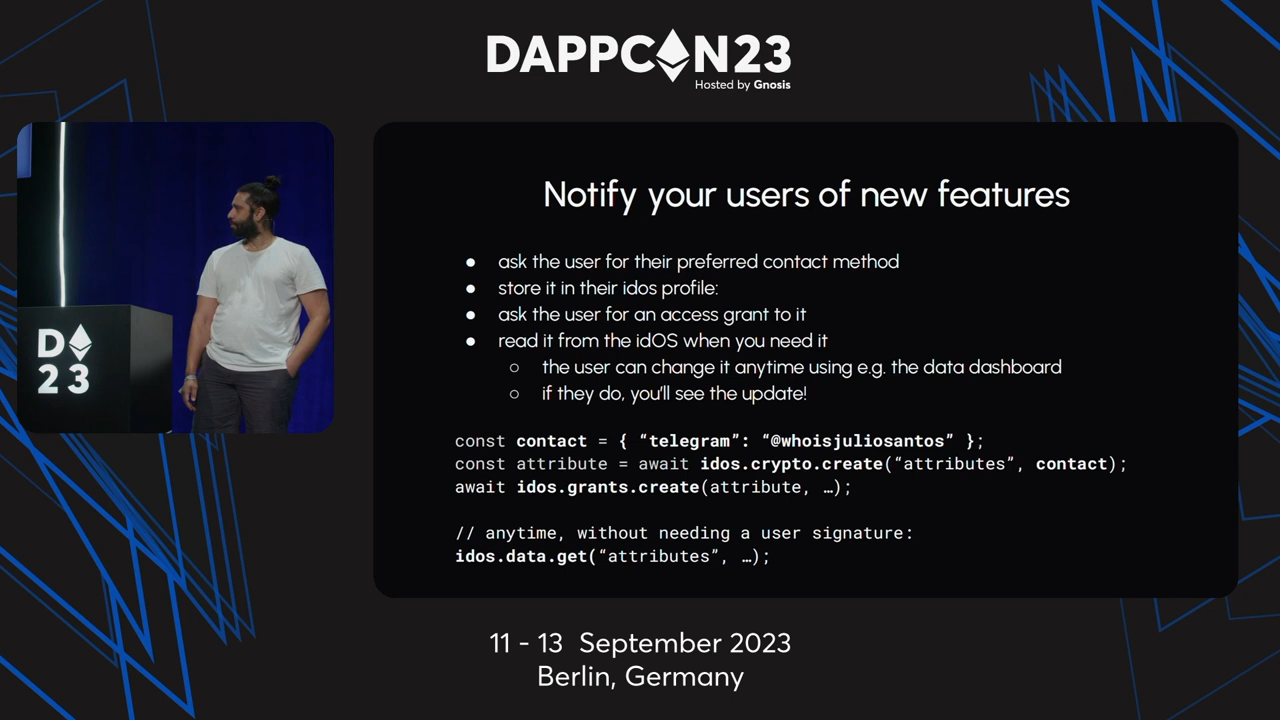 DAPPCON23
Hosted by Gnosis
D
23
Notify your users of new features
● ask the user for their preferred contact method
● store it in their idos profile:
● ask the user for an access grant to it
● read it from the idOS when you need it
○ the user can change it anytime using e.g. the data dashboard
○ if they do, you’ll see the update!
const contact = { “telegram”: “@whoisjuliosantos” };
const attribute = await idos.crypto.create(“attributes”, contact);
await idos.grants.create(attribute, …);
// anytime, without needing a user signature:
idos.data.get(“attributes”, …);
11 - 13 September 2023
Berlin, Germany